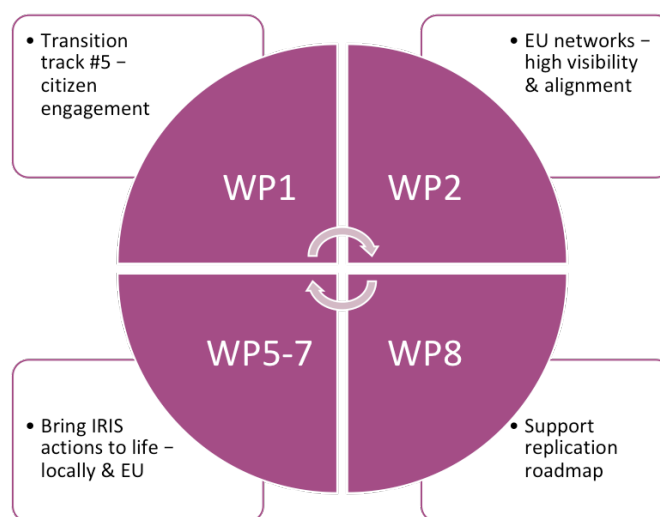 • Transition
track #5 –
citizen
engagement
• EU networks –
high visibility
& alignment
WP1
WP2
WP5-7
WP8
• Bring IRIS
actions to life –
locally & EU
• Support
replication
roadmap